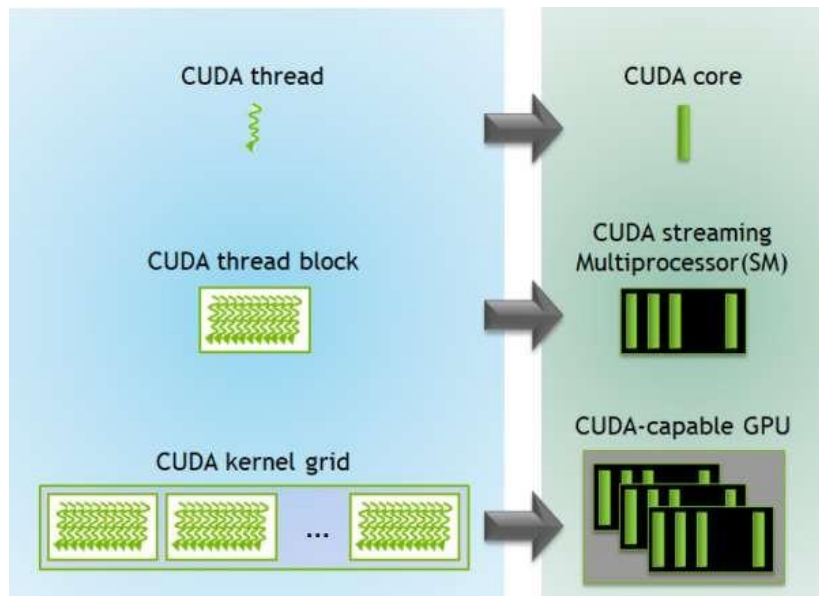 CUDA thread
CUDA core
CUDA thread block
CUDA streaming
Multiprocessor(SM)
CUDA kernel grid
...
CUDA-capable GPU